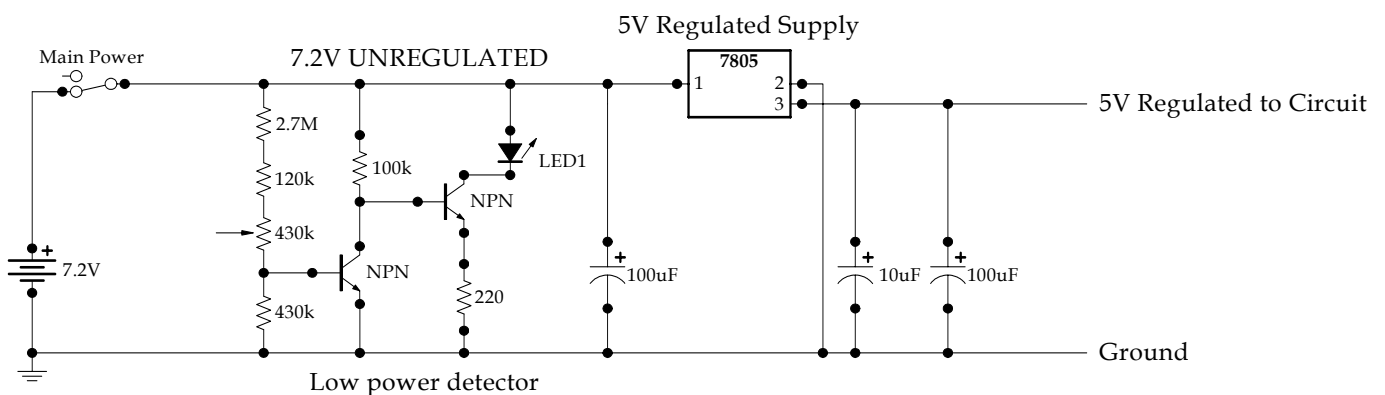 5V Regulated Supply
Main Power
7.2V UNREGULATED
7805
1
2
3
5V Regulated to Circuit
2.7M
100k
LED1
120k
NPN
430k
+
7.2V
NPN
+
100uF
+
10uF
+
100uF
220
430k
Ground
Low power detector